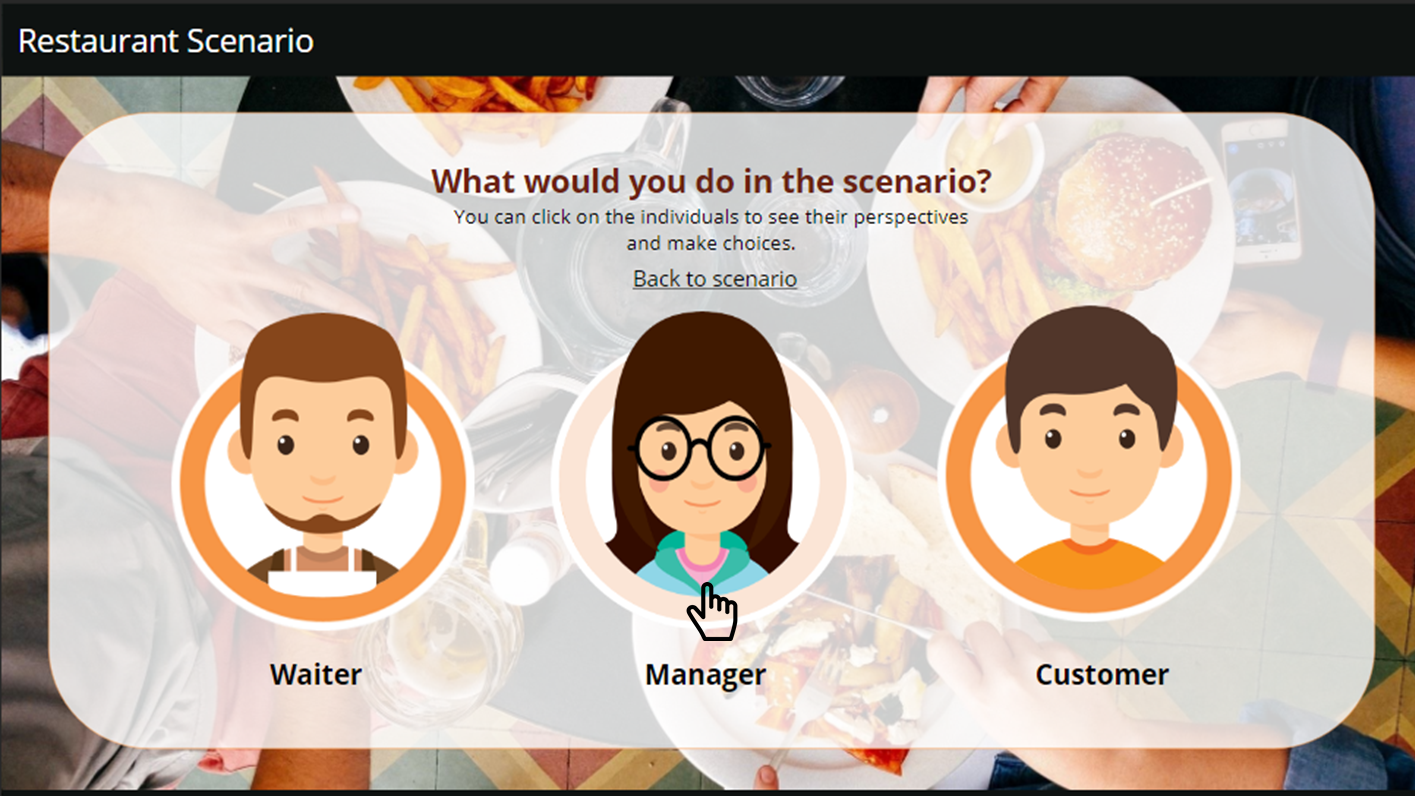 Restaurant Scenario
What would you do in the scenario?
You can click on the individuals to see their perspectives
and make choices.
Back to scenario
Waiter
Manager
Customer